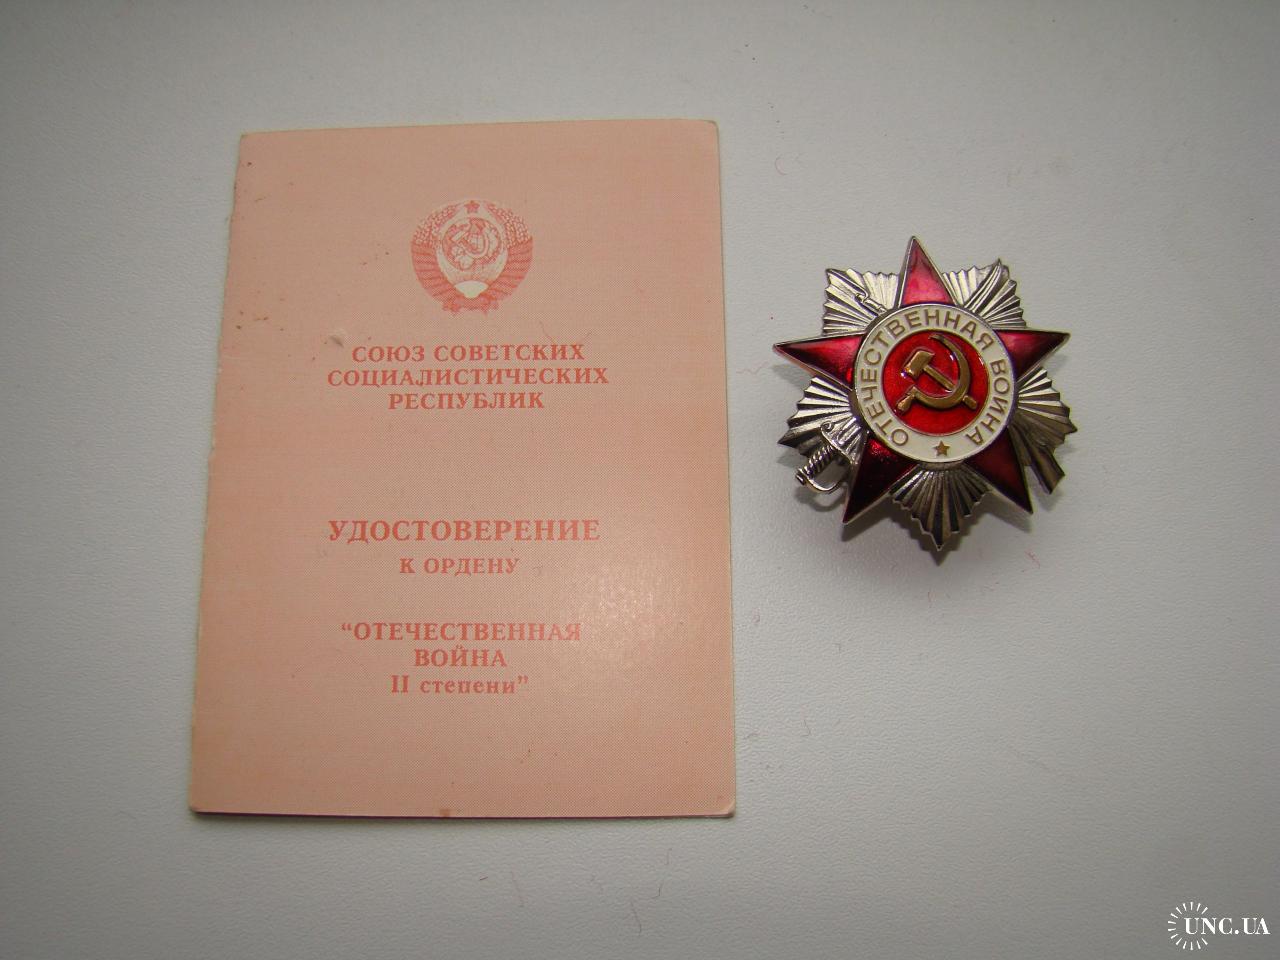 СОЮЗ СОВЕТСКИХ
СОЦИАЛИСТИЧЕСКИХ
РЕСПУБЛИК
УДОСТОВЕРЕНИЕ
К ОРДЕНУ
“ОТЕЧЕСТВЕННАЯ
ВОЙНА
II степени”
ОТЕЧЕСТВЕННАЯ ВОЙНА
UNC.UA